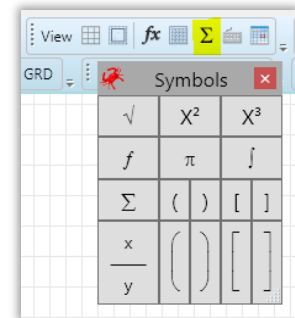 View fx Σ
GRD Symbols ×
√ X² X³
f π ∫
Σ ( ) [ ]
x
y ( ) [ ]